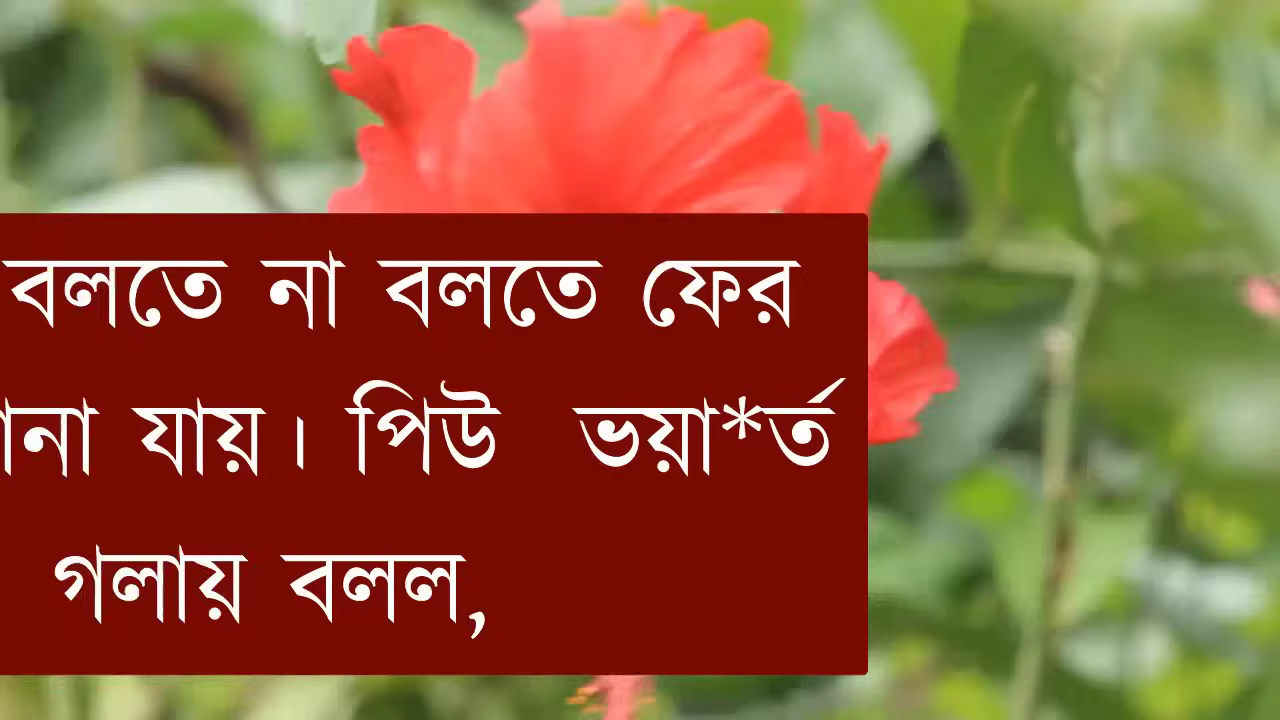 বলতে না বলতে ফের
যায়। পিউ ভয়া*র্ত
গলায় বলল,